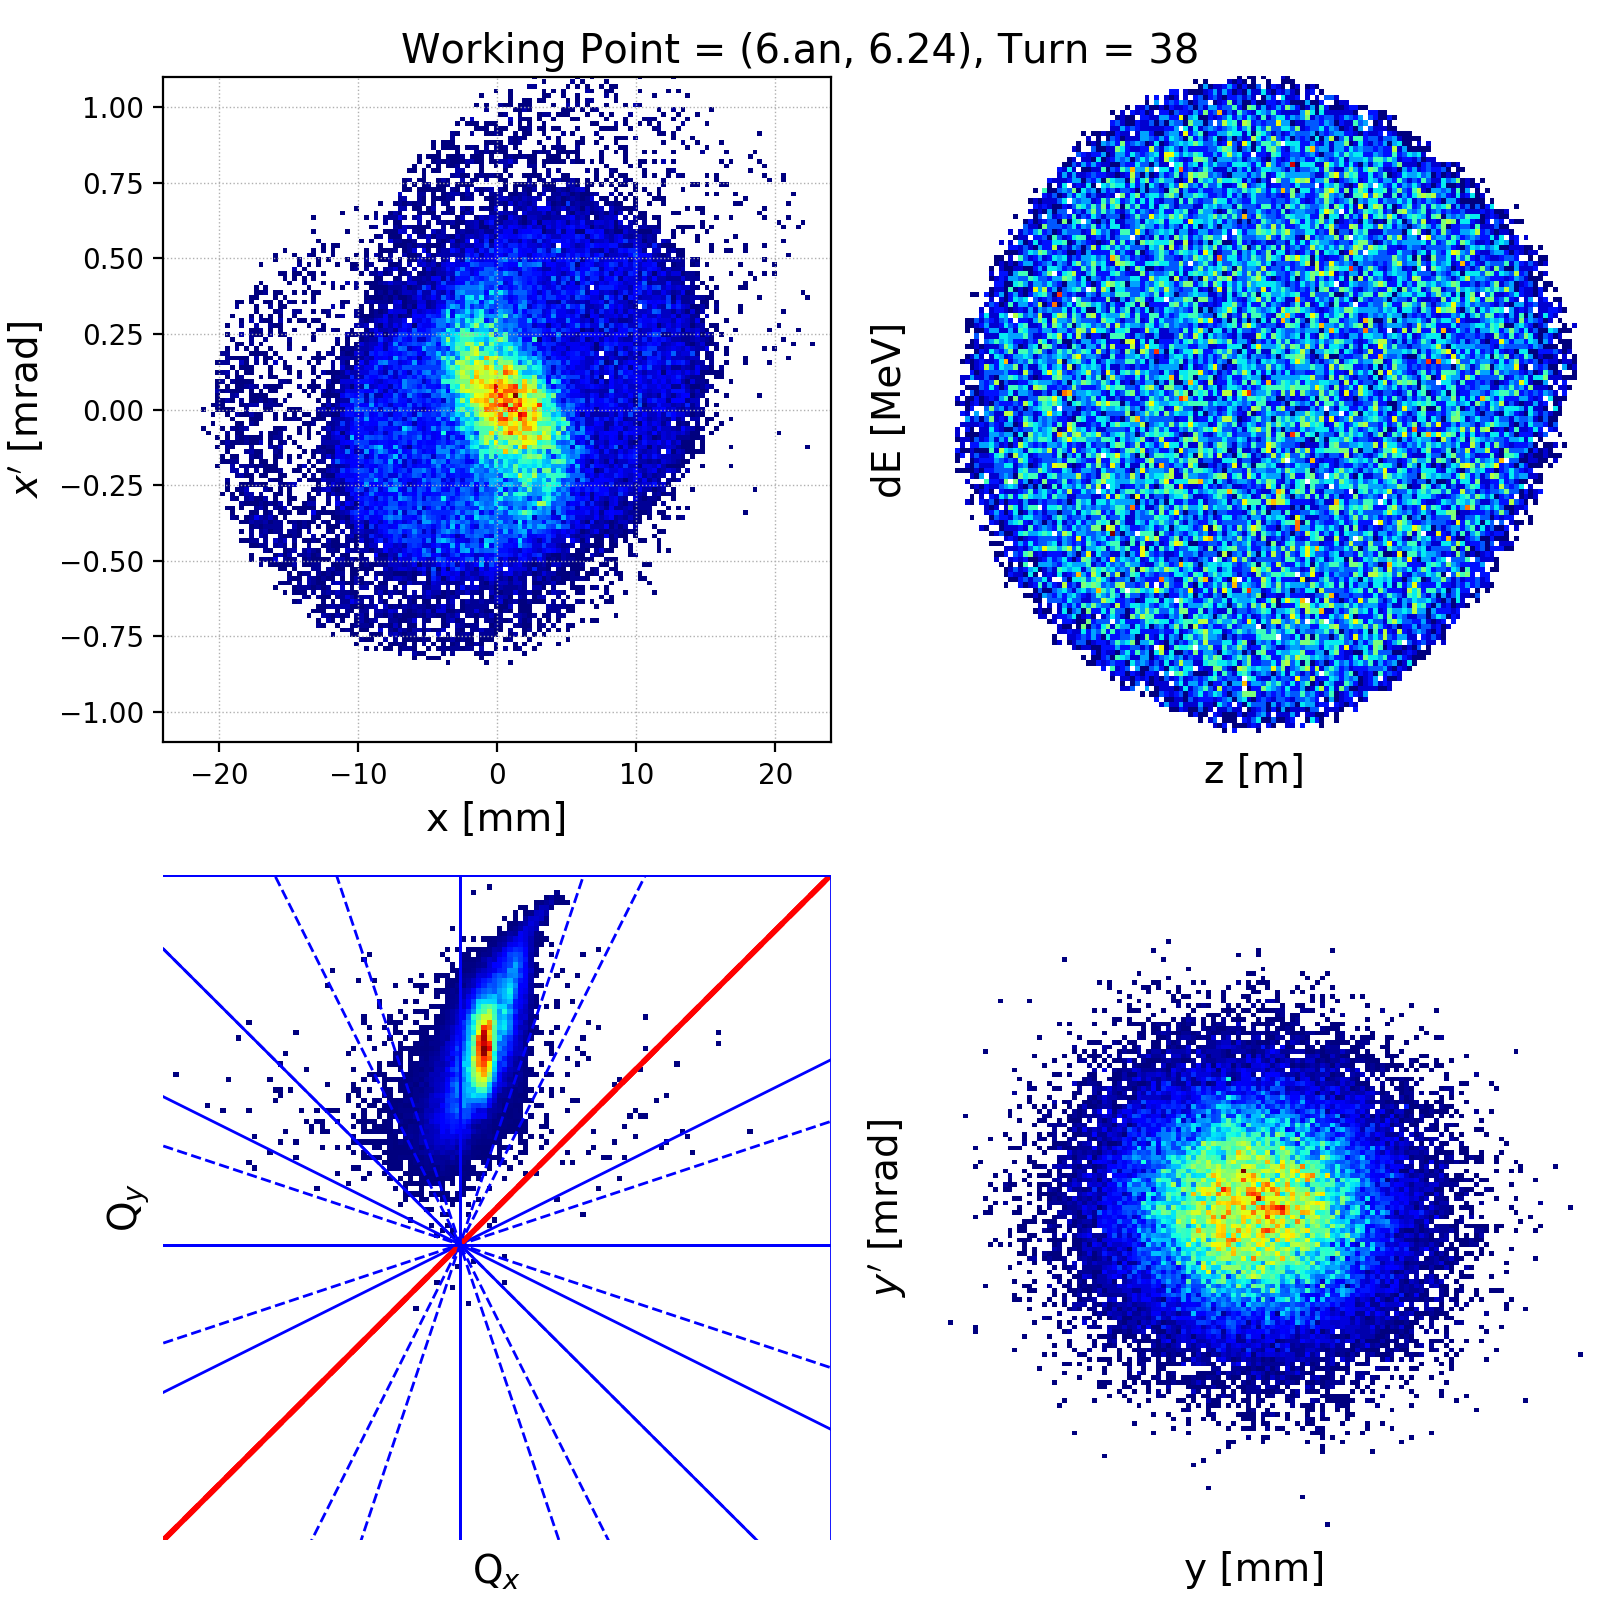 Working Point = (6.an, 6.24), Turn = 38
1.00
0.75
0.50
0.25
0.00
−0.25
−0.50
−0.75
−1.00
x′ [mrad]
−20 −10 0 10 20
x [mm]
dE [MeV]
z [m]
Qy
Qx
y′ [mrad]
y [mm]